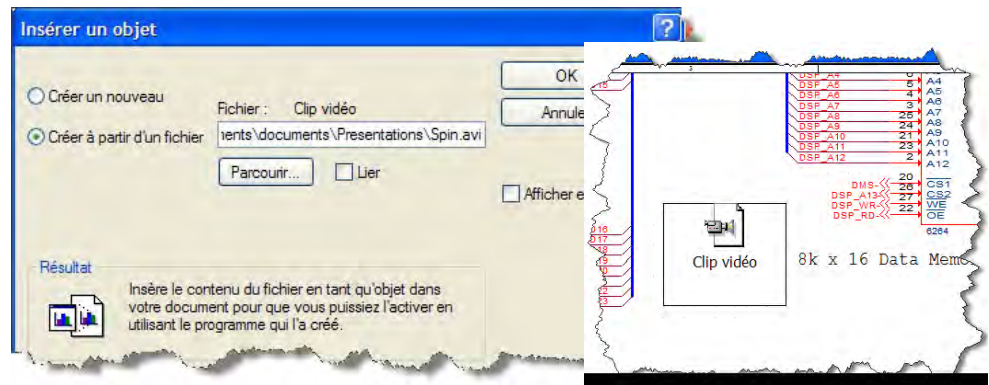 Insérer un objet
?
Créer un nouveau
Créer à partir d'un fichier
Fichier : Clip vidéo
nents\documents\Presentations\Spin.avi
Parcourir...
Lier
OK
Annule
Afficher e
Résultat
Insère le contenu du fichier en tant qu'objet dans
votre document pour que vous puissiez l'activer en
utilisant le programme qui l'a créé.
5
DSP_A4 6 A4
DSP_A5 5 A5
DSP_A6 4 A6
DSP_A7 3 A7
DSP_A8 25 A8
DSP_A9 24 A9
DSP_A10 21 A10
DSP_A11 23 A11
DSP_A12 2 A12
DMS- 20 CS1
DSP_A13 26 CS2
DSP_WR- 27 WE
DSP_RD- 22 OE
6264
Clip vidéo
8k x 16 Data Memo